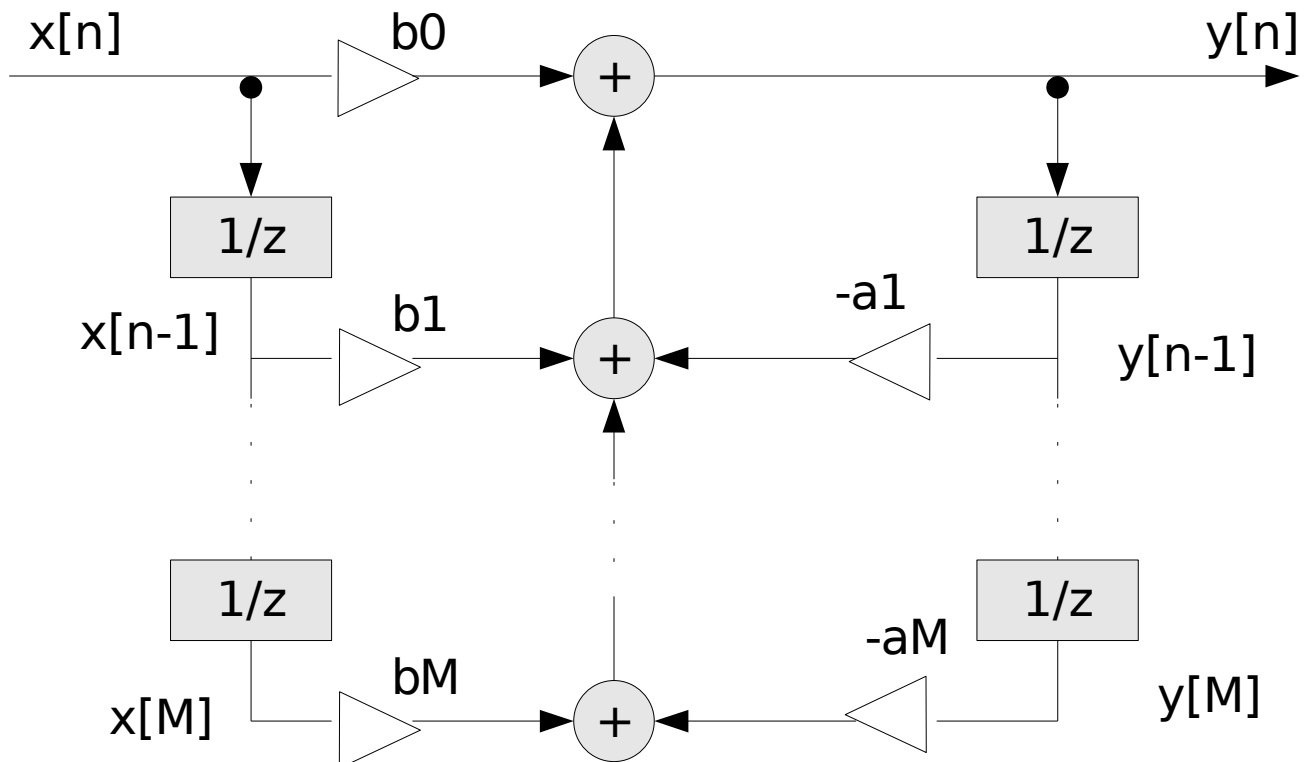 x[n]
b0
y[n]
+
1/z
1/z
x[n-1]
b1
+
-a1
y[n-1]
1/z
1/z
x[M]
bM
+
-aM
y[M]